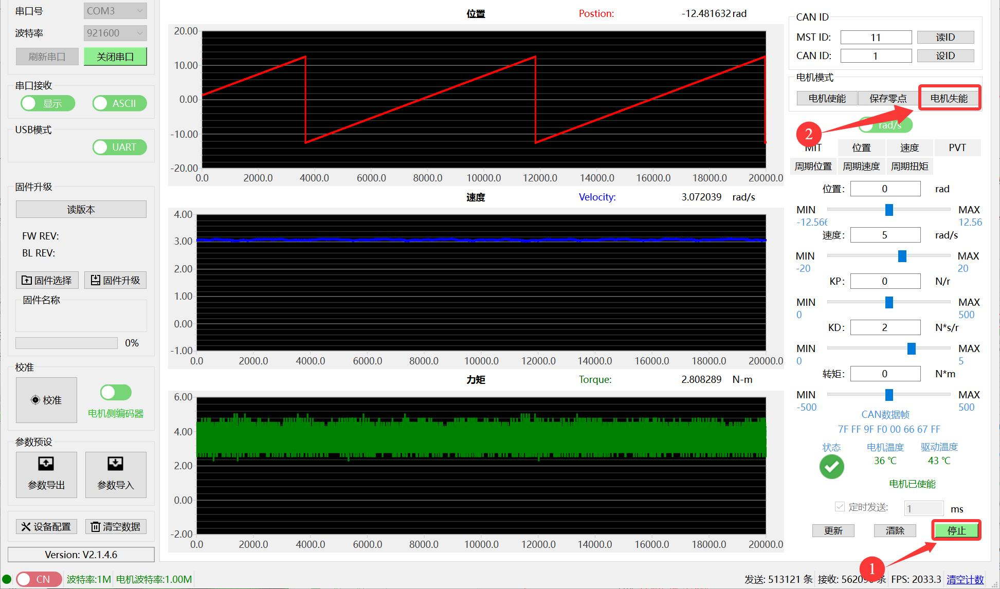 串口号
COM3
波特率
921600
刷新串口
关闭串口
串口接收
显示
ASCII
USB模式
UART
固件升级
读版本
FW REV:
BL REV:
固件选择
固件升级
固件名称
0%
校准
校准
电机侧编码器
参数预设
参数导出
参数导入
设备配置
清空数据
Version: V2.1.4.6
位置
Postion:
-12.481632 rad
20.00
10.00
0.00
-10.00
-20.00
0.0
2000.0
4000.0
6000.0
8000.0
10000.0
12000.0
14000.0
16000.0
18000.0
20000.0
速度
Velocity:
3.072039 rad/s
4.00
3.00
2.00
1.00
0.00
-1.00
0.0
2000.0
4000.0
6000.0
8000.0
10000.0
12000.0
14000.0
16000.0
18000.0
20000.0
力矩
Torque:
2.808289 N-m
6.00
4.00
2.00
0.00
-2.00
0.0
2000.0
4000.0
6000.0
8000.0
10000.0
12000.0
14000.0
16000.0
18000.0
20000.0
CAN ID
MST ID:
11
读ID
CAN ID:
1
设ID
电机模式
电机使能
保存零点
电机失能
rad/s
2
MIT
位置
速度
PVT
周期位置
周期速度
周期扭矩
位置:
0
rad
MIN
MAX
-12.566
12.56
速度:
5
rad/s
MIN
MAX
-20
20
KP:
0
N/r
MIN
MAX
0
500
KD:
2
N*s/r
MIN
MAX
0
5
转矩:
0
N*m
MIN
MAX
-500
500
CAN数据帧
7F FF 9F F0 00 66 67 FF
状态
电机温度
驱动温度
36 ℃
43 ℃
电机已使能
定时发送:
1
ms
更新
清除
停止
1
CN
波特率:1M
电机波特率:1.00M
发送: 513121 条
接收: 56209 条
FPS: 2033.3
清空计数